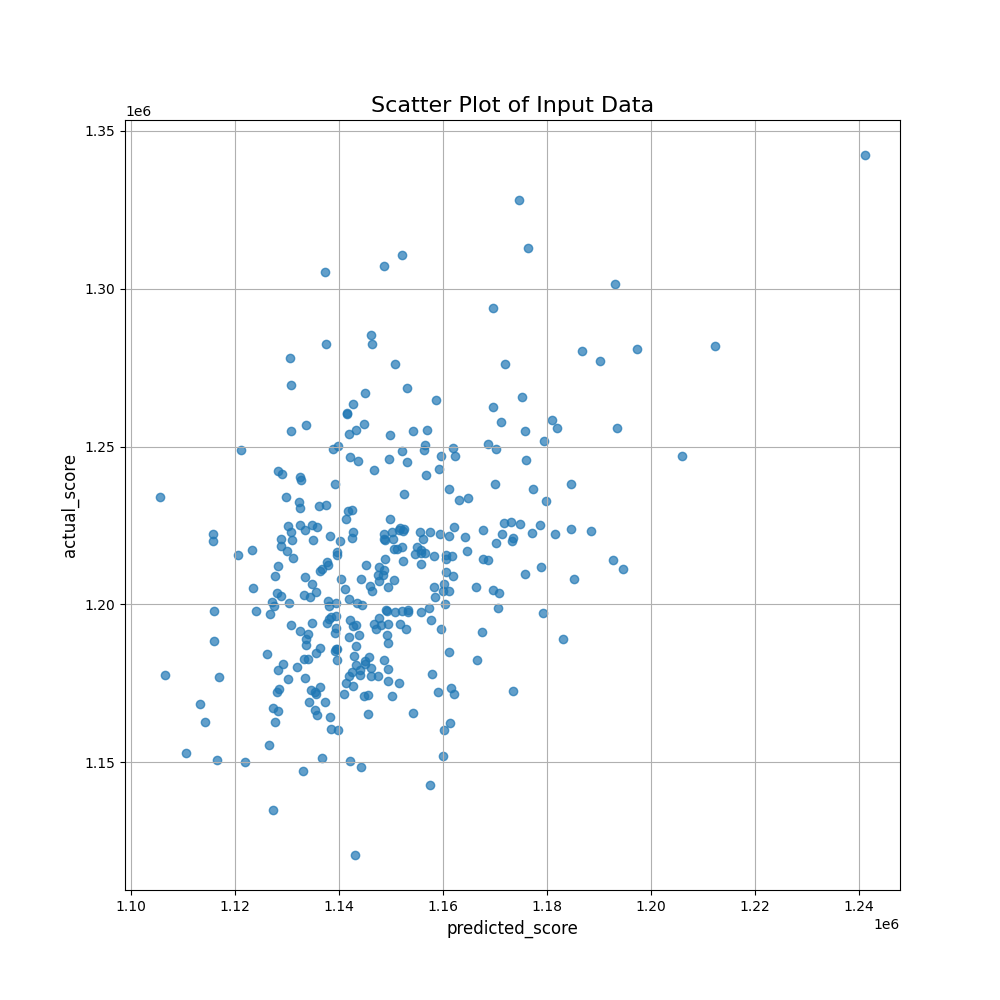 Scatter Plot of Input Data
1e6
1.35
1.30
1.25
1.20
1.15
actual_score
1.10 1.12 1.14 1.16 1.18 1.20 1.22 1.24
1e6
predicted_score